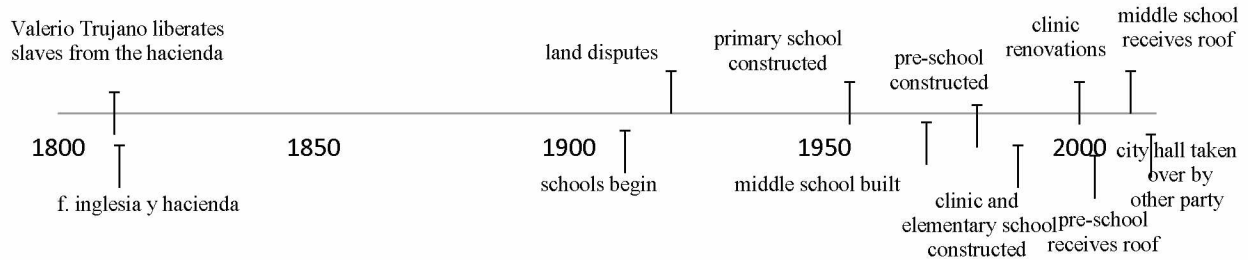 Valerio Trujano liberates
slaves from the hacienda
land disputes
primary school
constructed
pre-school
constructed
clinic
renovations
middle school
receives roof
1800
1850
1900
1950
2000
f. inglesia y hacienda
schools begin
middle school built
clinic and
elementary school
constructed
pre-school
receives roof
city hall taken
over by
other party